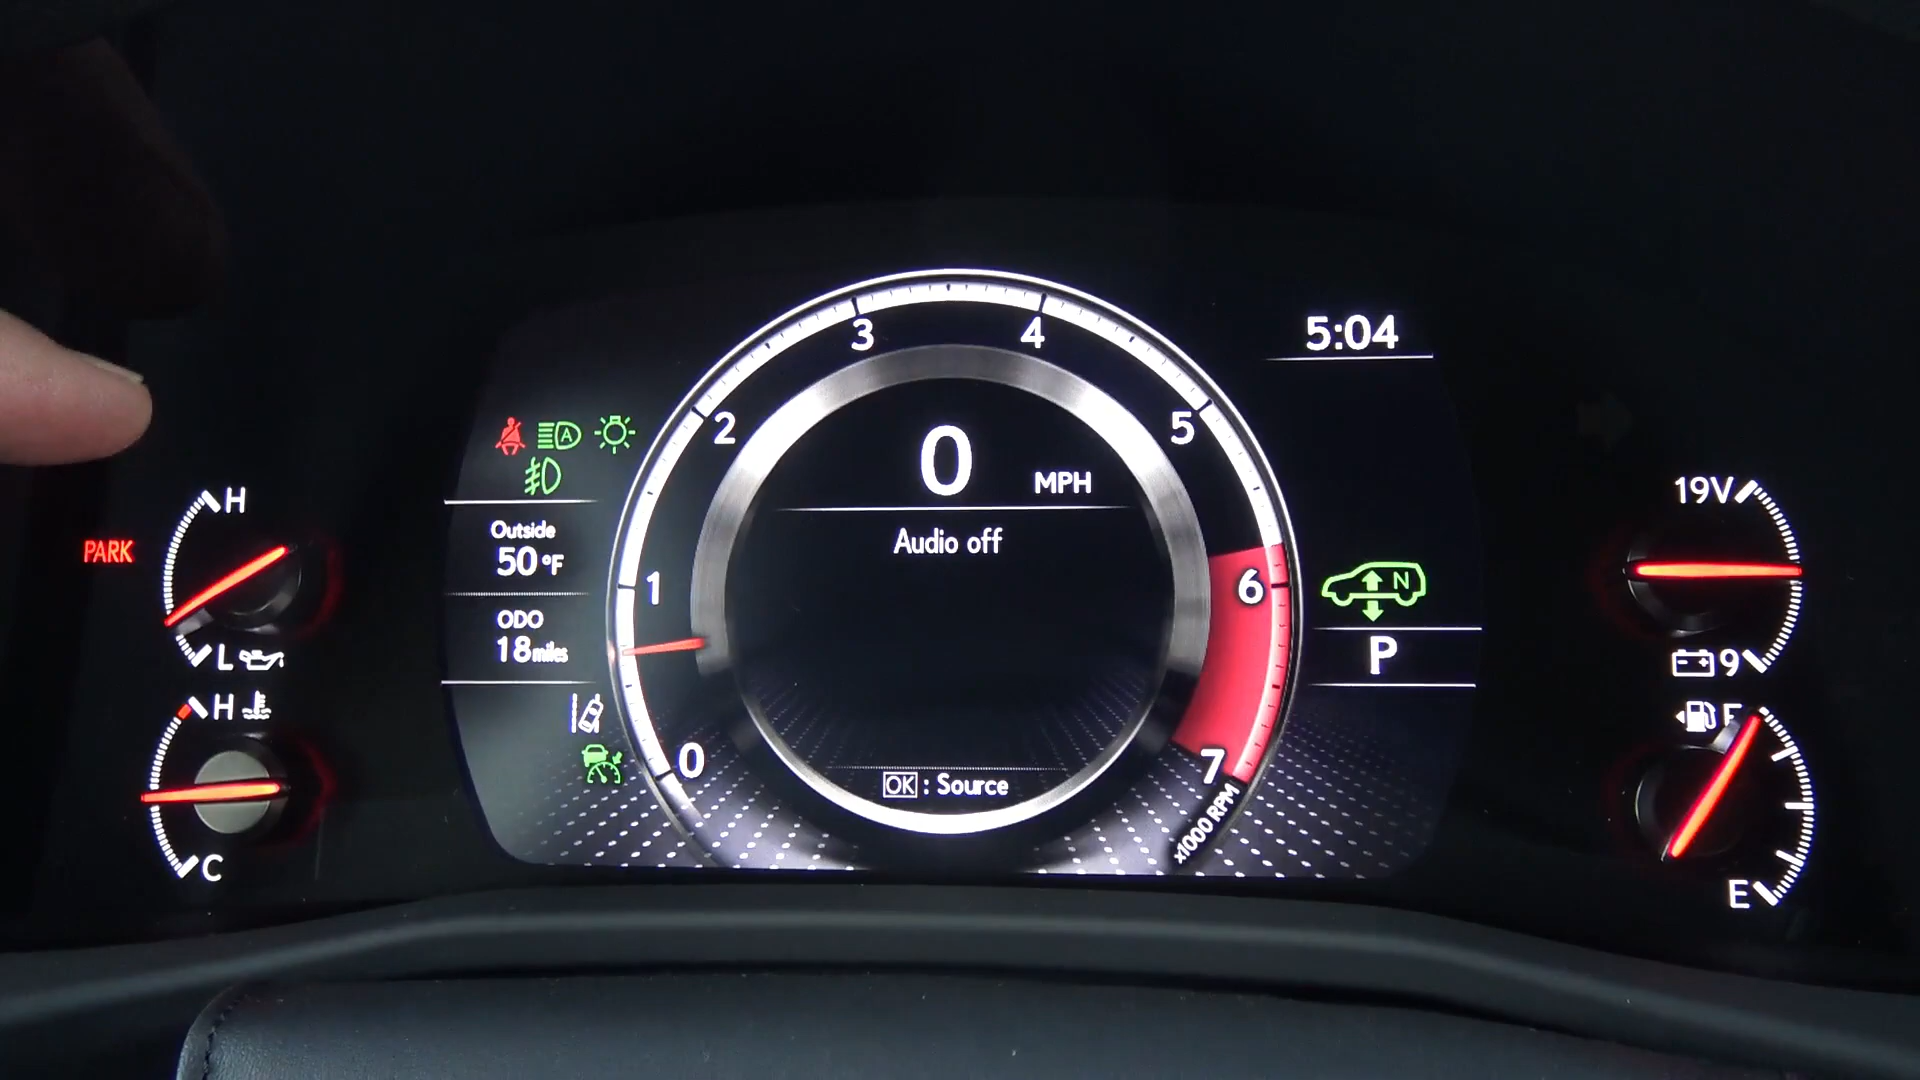 5:04
3
4
2
5
0
MPH
H
19V
Outside
50°F
Audio off
PARK
1
6
N
ODO
18 miles
P
L
9
H
F
0
7
OK : Source
x1000 RPM
C
E
A